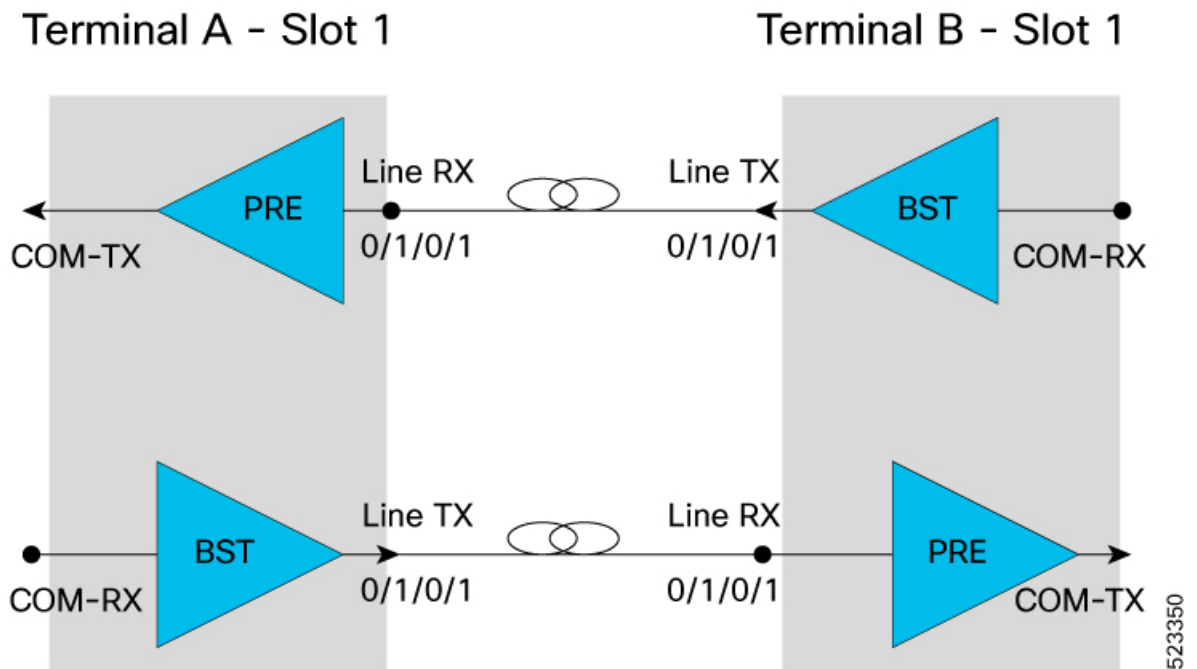 Terminal A - Slot 1
Terminal B - Slot 1
PRE
Line RX
Line TX
BST
COM-TX
0/1/0/1
0/1/0/1
COM-RX
BST
Line TX
Line RX
PRE
COM-RX
0/1/0/1
0/1/0/1
COM-TX
523350